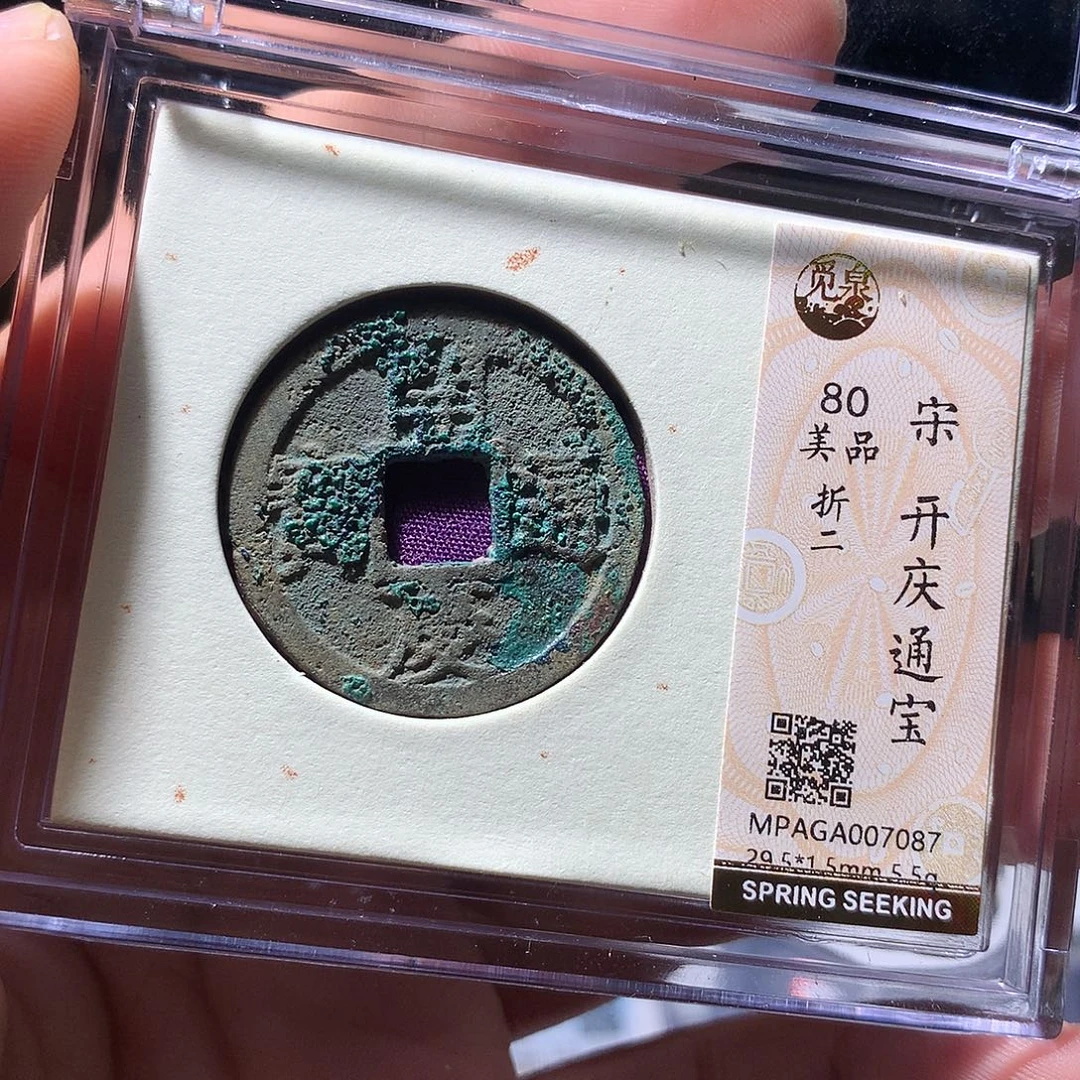 觅泉
宋 开庆通宝
80
美品
折二
MPAGA007087
29.5*1.5mm 5.5g
SPRING SEEKING